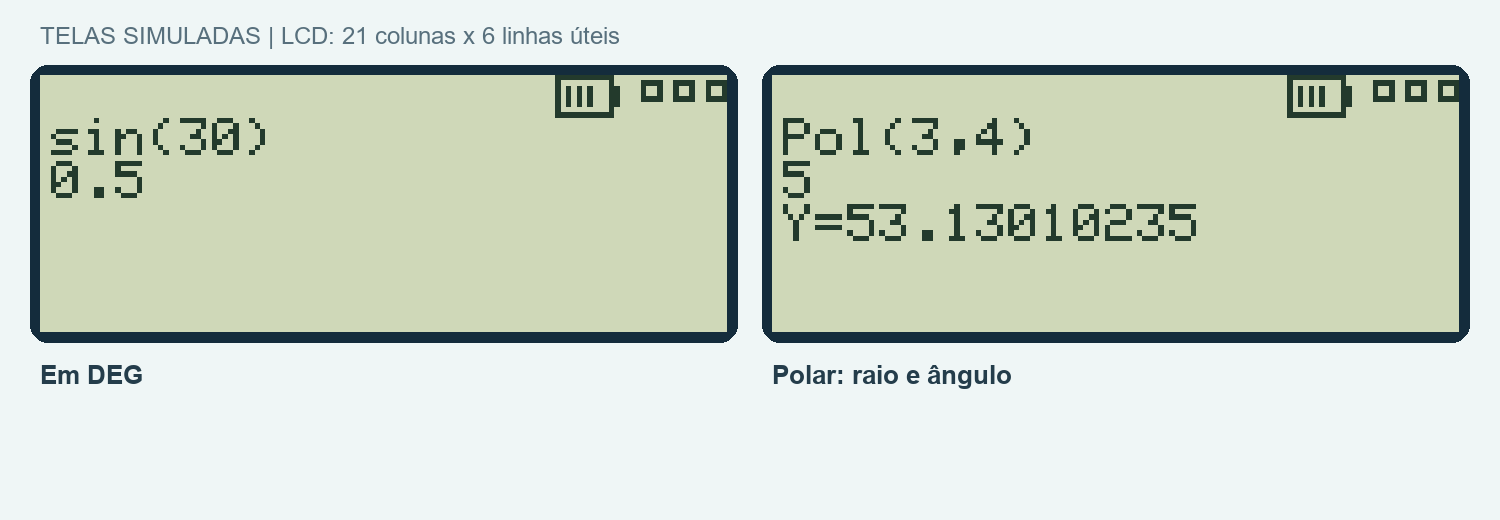 TELAS SIMULADAS | LCD: 21 colunas x 6 linhas úteis
sin(30)
0.5
Em DEG
Pol(3,4)
5
Y=53.13010235
Polar: raio e ângulo